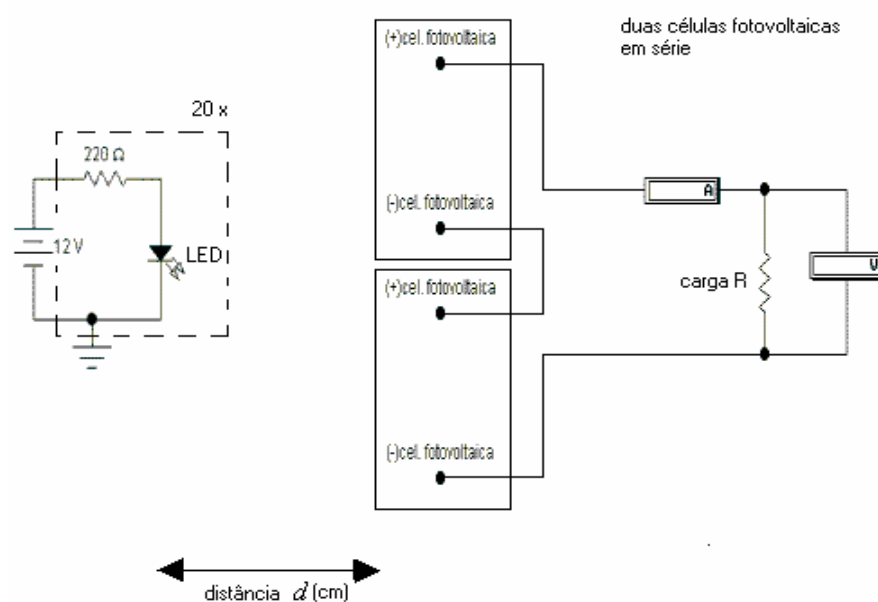 (+)cel. fotovoltaica
duas células fotovoltaicas
em série
20 x
220 Ω
(-)cel. fotovoltaica
A
12 V
LED
V
(+)cel. fotovoltaica
carga R
(-)cel. fotovoltaica
distância d (cm)